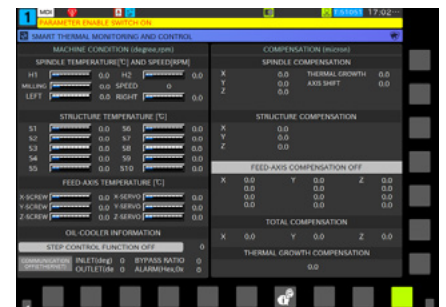 1 MDI A 17:02...
PARAMETER ENABLE SWITCH ON
SMART THERMAL MONITORING AND CONTROL
MACHINE CONDITION (degree,rpm)
SPINDLE TEMPERATURE[℃] AND SPEED[RPM]
H1 0.0 H2 0.0
MILLING 0.0 SPEED 0
LEFT 0.0 RIGHT 0.0
STRUCTURE TEMPERATURE [℃]
S1 0.0 S6 0.0
S2 0.0 S7 0.0
S3 0.0 S8 0.0
S4 0.0 S9 0.0
S5 0.0 S10 0.0
FEED-AXIS TEMPERATURE [℃]
X-SCREW 0.0 X-SERVO 0.0
Y-SCREW 0.0 Y-SERVO 0.0
Z-SCREW 0.0 Z-SERVO 0.0
OIL-COOLER INFORMATION
STEP CONTROL FUNCTION OFF 0
COMMUNICATION OFF(ETHERNET)
INLET(deg) 0 BYPASS RATIO 0
OUTLET(de 0 ALARM(Hex,0x 0
COMPENSATION (micron)
SPINDLE COMPENSATION
X 0.0 THERMAL GROWTH 0.0
Y 0.0 AXIS SHIFT 0.0
Z 0.0
STRUCTURE COMPENSATION
X 0.0
Y 0.0
Z 0.0
FEED-AXIS COMPENSATION OFF
X 0.0 Y 0.0 Z 0.0
0.0 0.0 0.0
0.0 0.0 0.0
TOTAL COMPENSATION
X 0.0 Y 0.0 Z 0.0
THERMAL GROWTH COMPENSATION
0.0